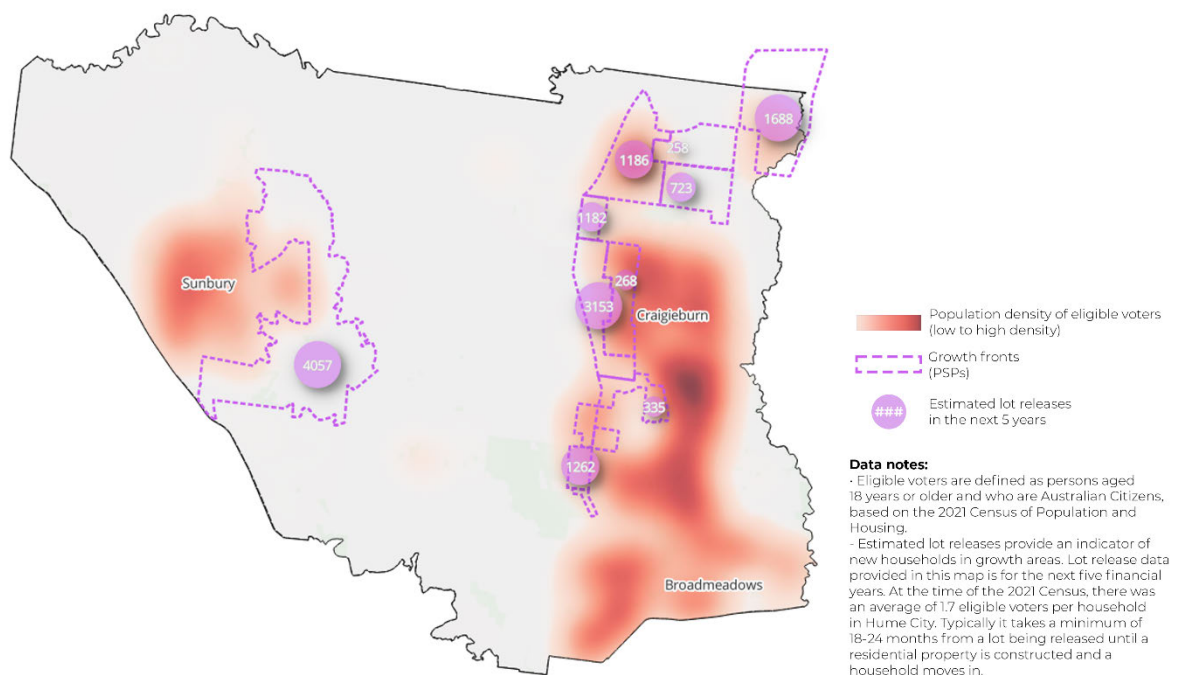 1688
1186
258
723
1182
268
3153
Sunbury
Craigieburn
4057
335
1262
Broadmeadows
Population density of eligible voters
(low to high density)
Growth fronts
(PSPs)
###
Estimated lot releases
in the next 5 years
Data notes:
• Eligible voters are defined as persons aged
18 years or older and who are Australian Citizens,
based on the 2021 Census of Population and
Housing.
- Estimated lot releases provide an indicator of
new households in growth areas. Lot release data
provided in this map is for the next five financial
years. At the time of the 2021 Census, there was
an average of 1.7 eligible voters per household
in Hume City. Typically it takes a minimum of
18-24 months from a lot being released until a
residential property is constructed and a
household moves in.